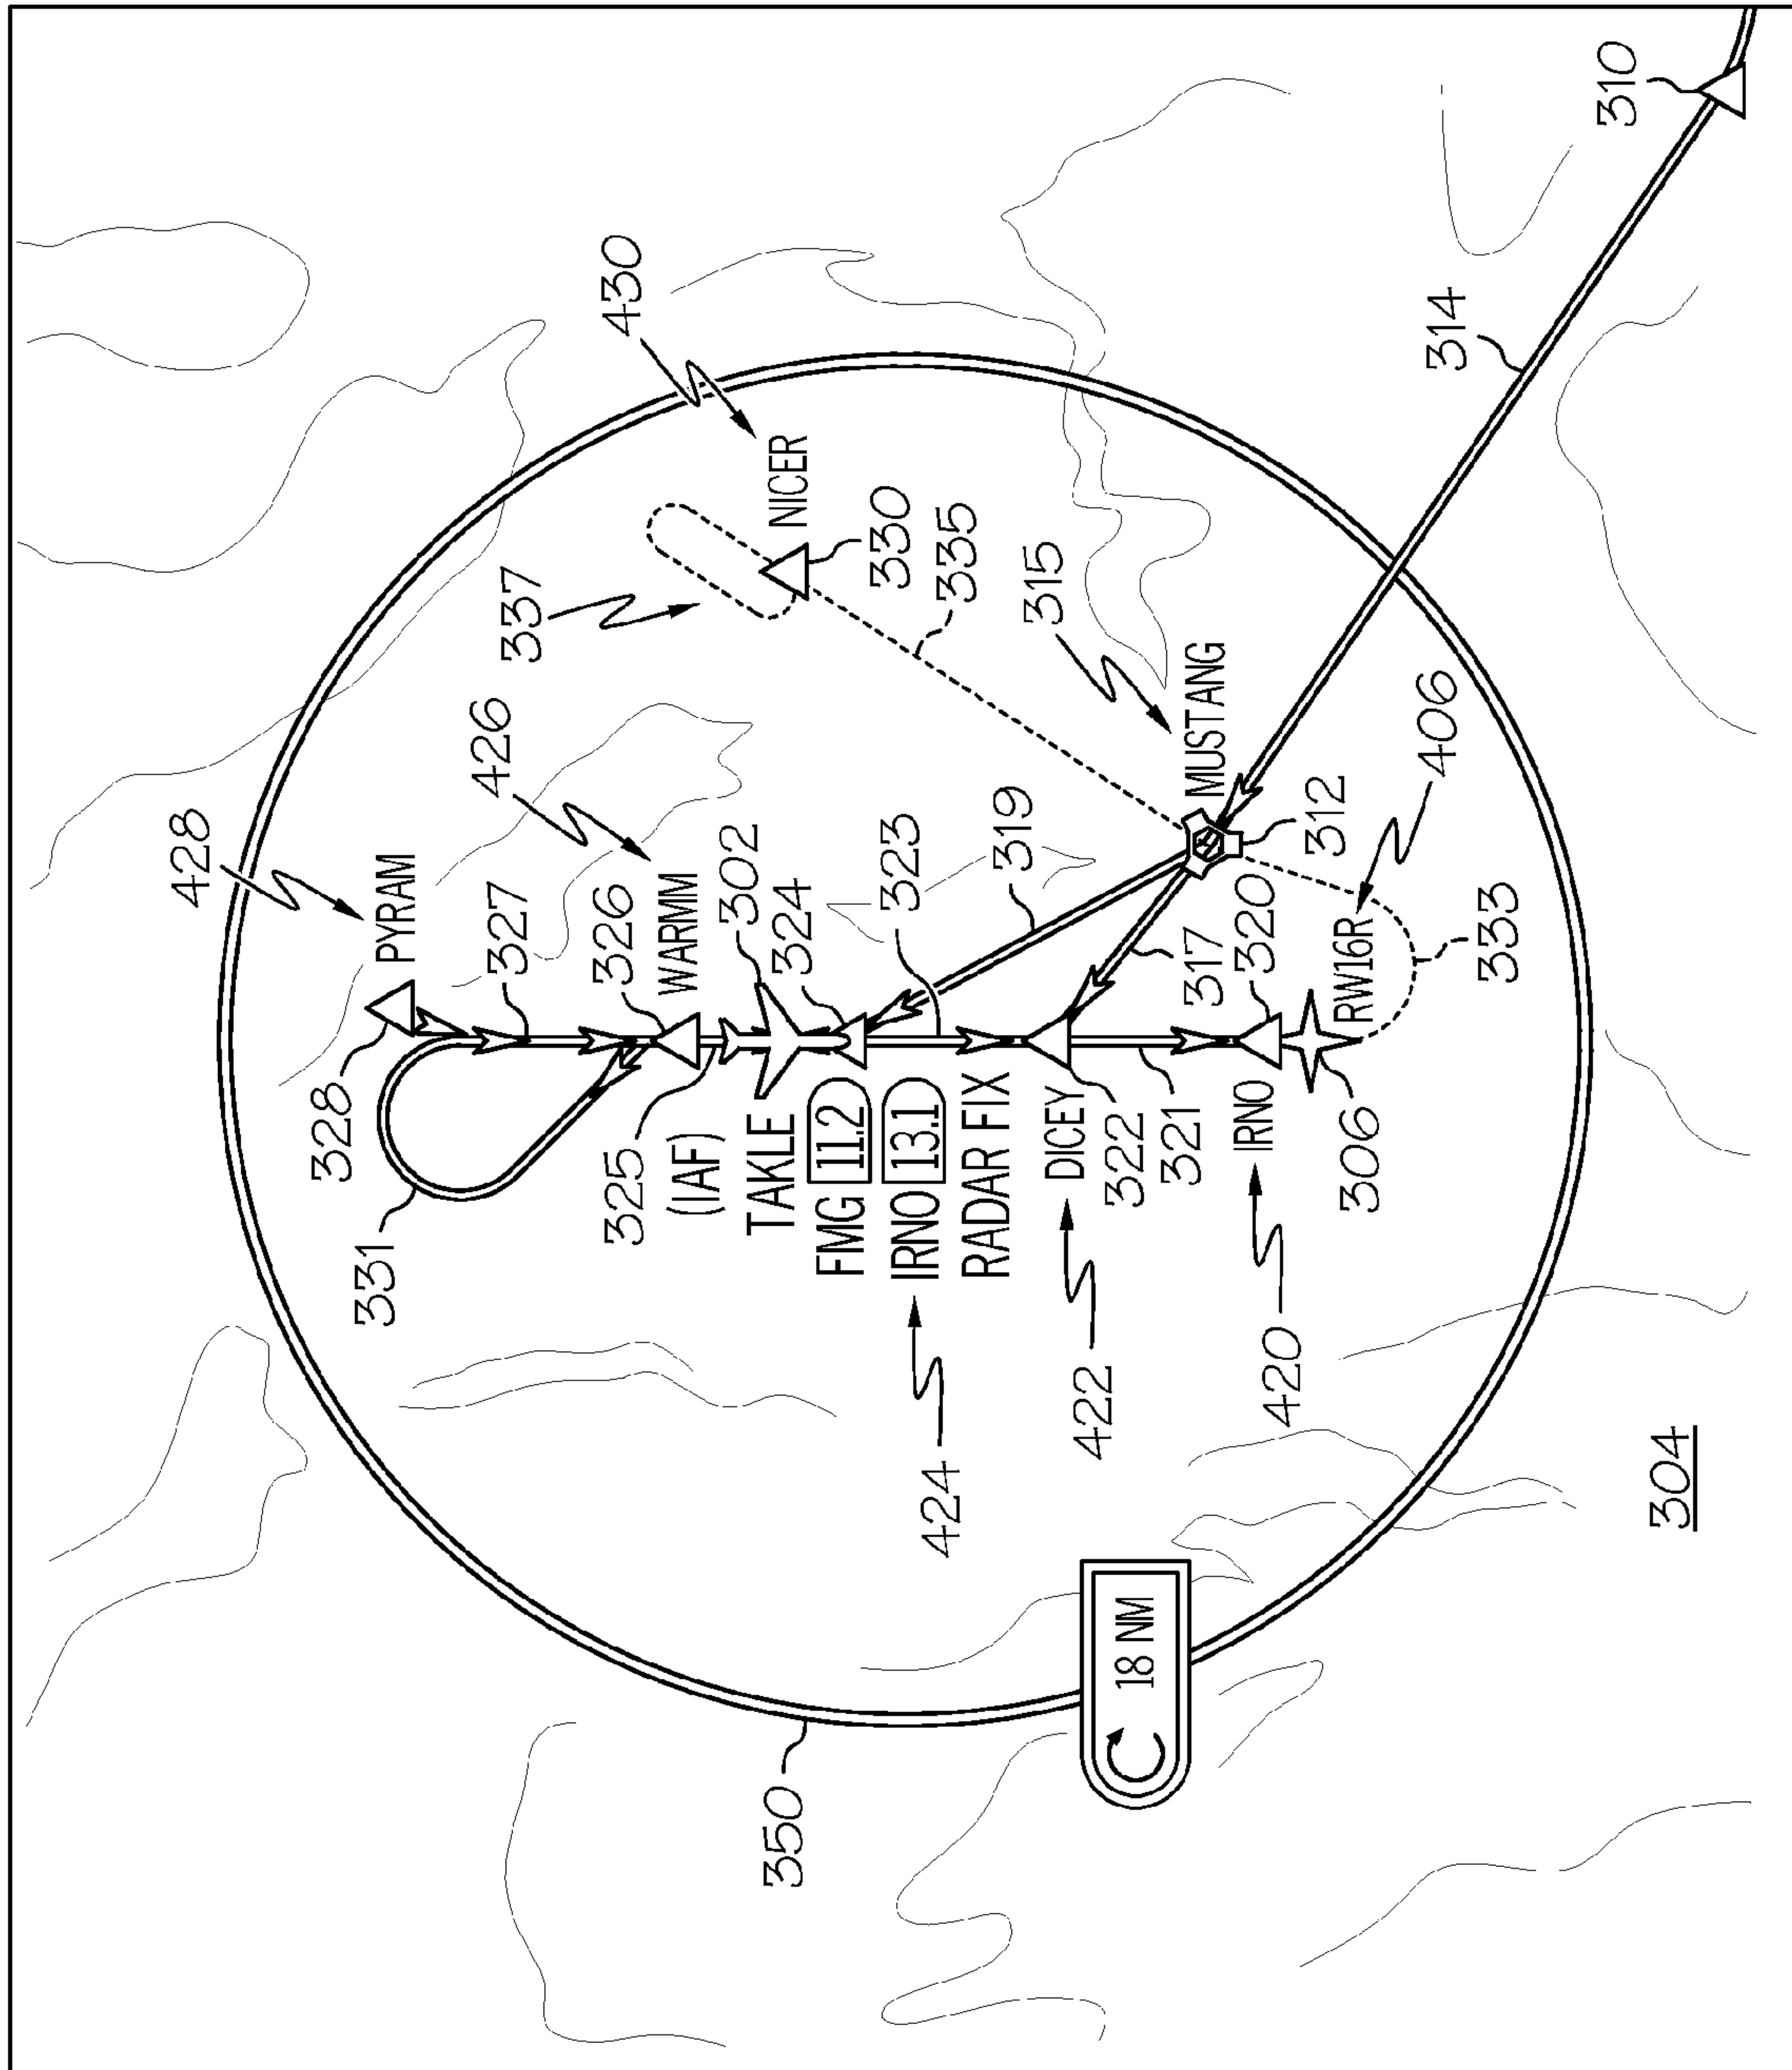 428
PYRAM
328
327
331
426
326
WARMM
302
325
324
(IAF)
TAKLE
FMG 11.2
IRNO 13.1
RADAR FIX
424
323
319
337
430
NICER
330
335
315
MUSTANG
312
317
DICEY
422
322
321
IRNO
420
320
306
RW16R
406
333
314
310
350
18 NM
304